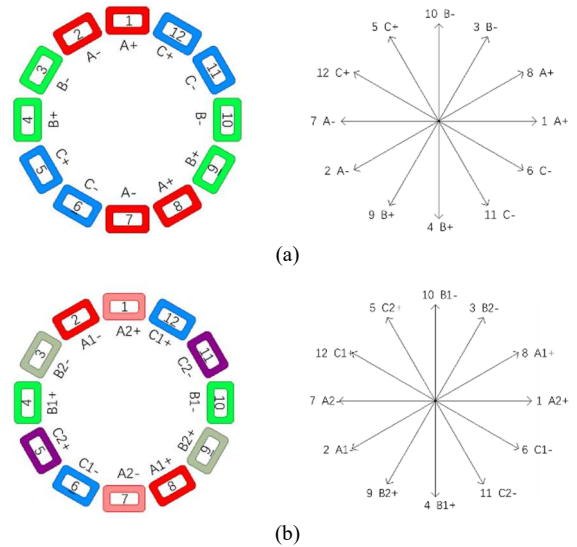 1
A+
2
A-
3
B-
4
B+
5
C+
6
C-
7
A-
8
A+
9
B+
10
B-
11
C-
12
C+
10 B-
5 C+
3 B-
12 C+
8 A+
7 A-
1 A+
2 A-
6 C-
9 B+
11 C-
4 B+
(a)
1
A2+
2
A1-
3
B2-
4
B1+
5
C2+
6
C1-
7
A2-
8
A1+
9
B2+
10
B1-
11
C2-
12
C1+
10 B1-
5 C2+
3 B2-
12 C1+
8 A1+
7 A2-
1 A2+
2 A1-
6 C1-
9 B2+
11 C2-
4 B1+
(b)